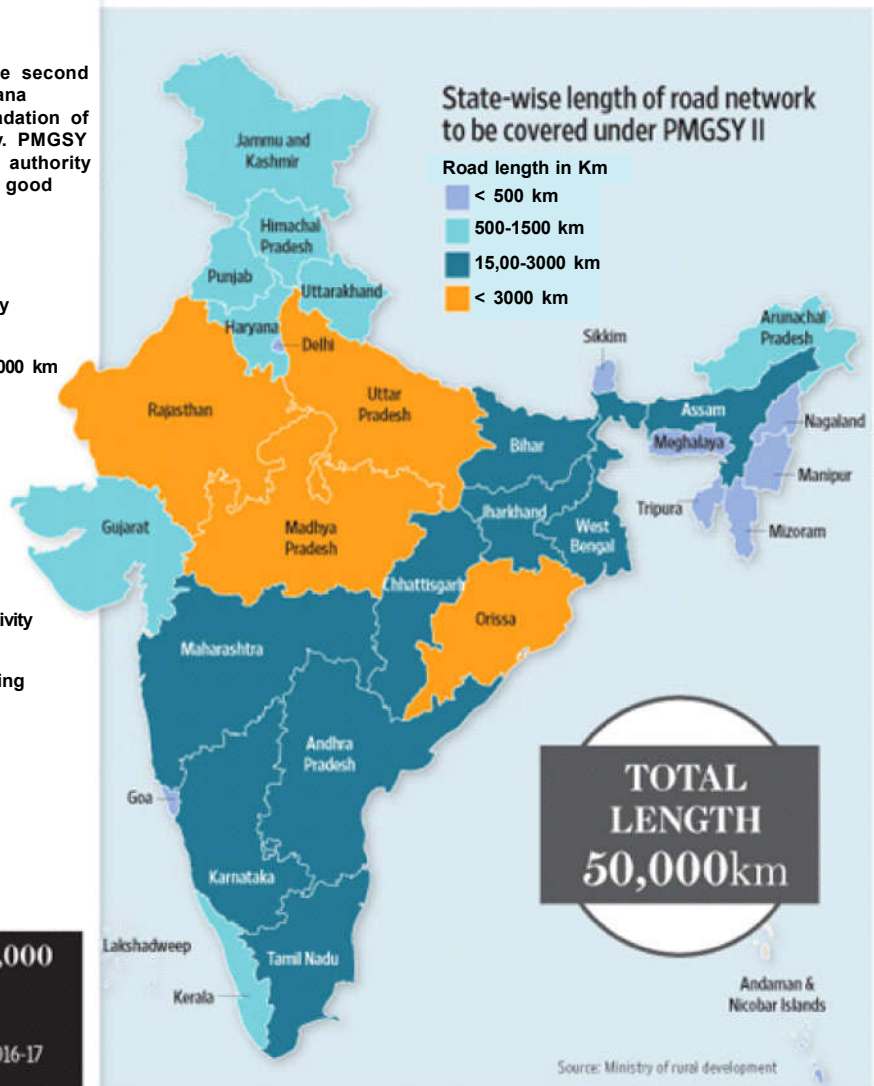 e second
ana
adation of
y. PMGSY
authority
good
y
000 km
ivity
ing
,000
016-17
State-wise length of road network
to be covered under PMGSY II
Road length in Km
< 500 km
500-1500 km
15,00-3000 km
< 3000 km
Jammu and
Kashmir
Himachal
Pradesh
Punjab
Uttarakhand
Haryana
Delhi
Rajasthan
Uttar
Pradesh
Sikkim
Arunachal
Pradesh
Assam
Nagaland
Meghalaya
Manipur
Bihar
Tripura
Mizoram
Jharkhand
West
Bengal
Gujarat
Madhya
Pradesh
Chhattisgarh
Orissa
Maharashtra
Andhra
Pradesh
Goa
Karnataka
Lakshadweep
Tamil Nadu
Kerala
TOTAL
LENGTH
50,000km
Andaman &
Nicobar Islands
Source: Ministry of rural development